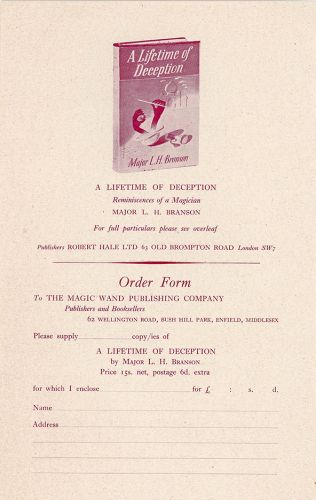 A Lifetime of
Deception
Major L. H. Branson
A LIFETIME OF DECEPTION
Reminiscences of a Magician
MAJOR L. H. BRANSON
For full particulars please see overleaf
Publishers ROBERT HALE LTD 63 OLD BROMPTON ROAD London SW7
Order Form
To THE MAGIC WAND PUBLISHING COMPANY
Publishers and Booksellers
62 WELLINGTON ROAD, BUSH HILL PARK, ENFIELD, MIDDLESEX
Please supply copy/ies of
A LIFETIME OF DECEPTION
by MAJOR L. H. BRANSON
Price 15s. net, postage 6d. extra
for which I enclose for £ : s. d.
Name
Address